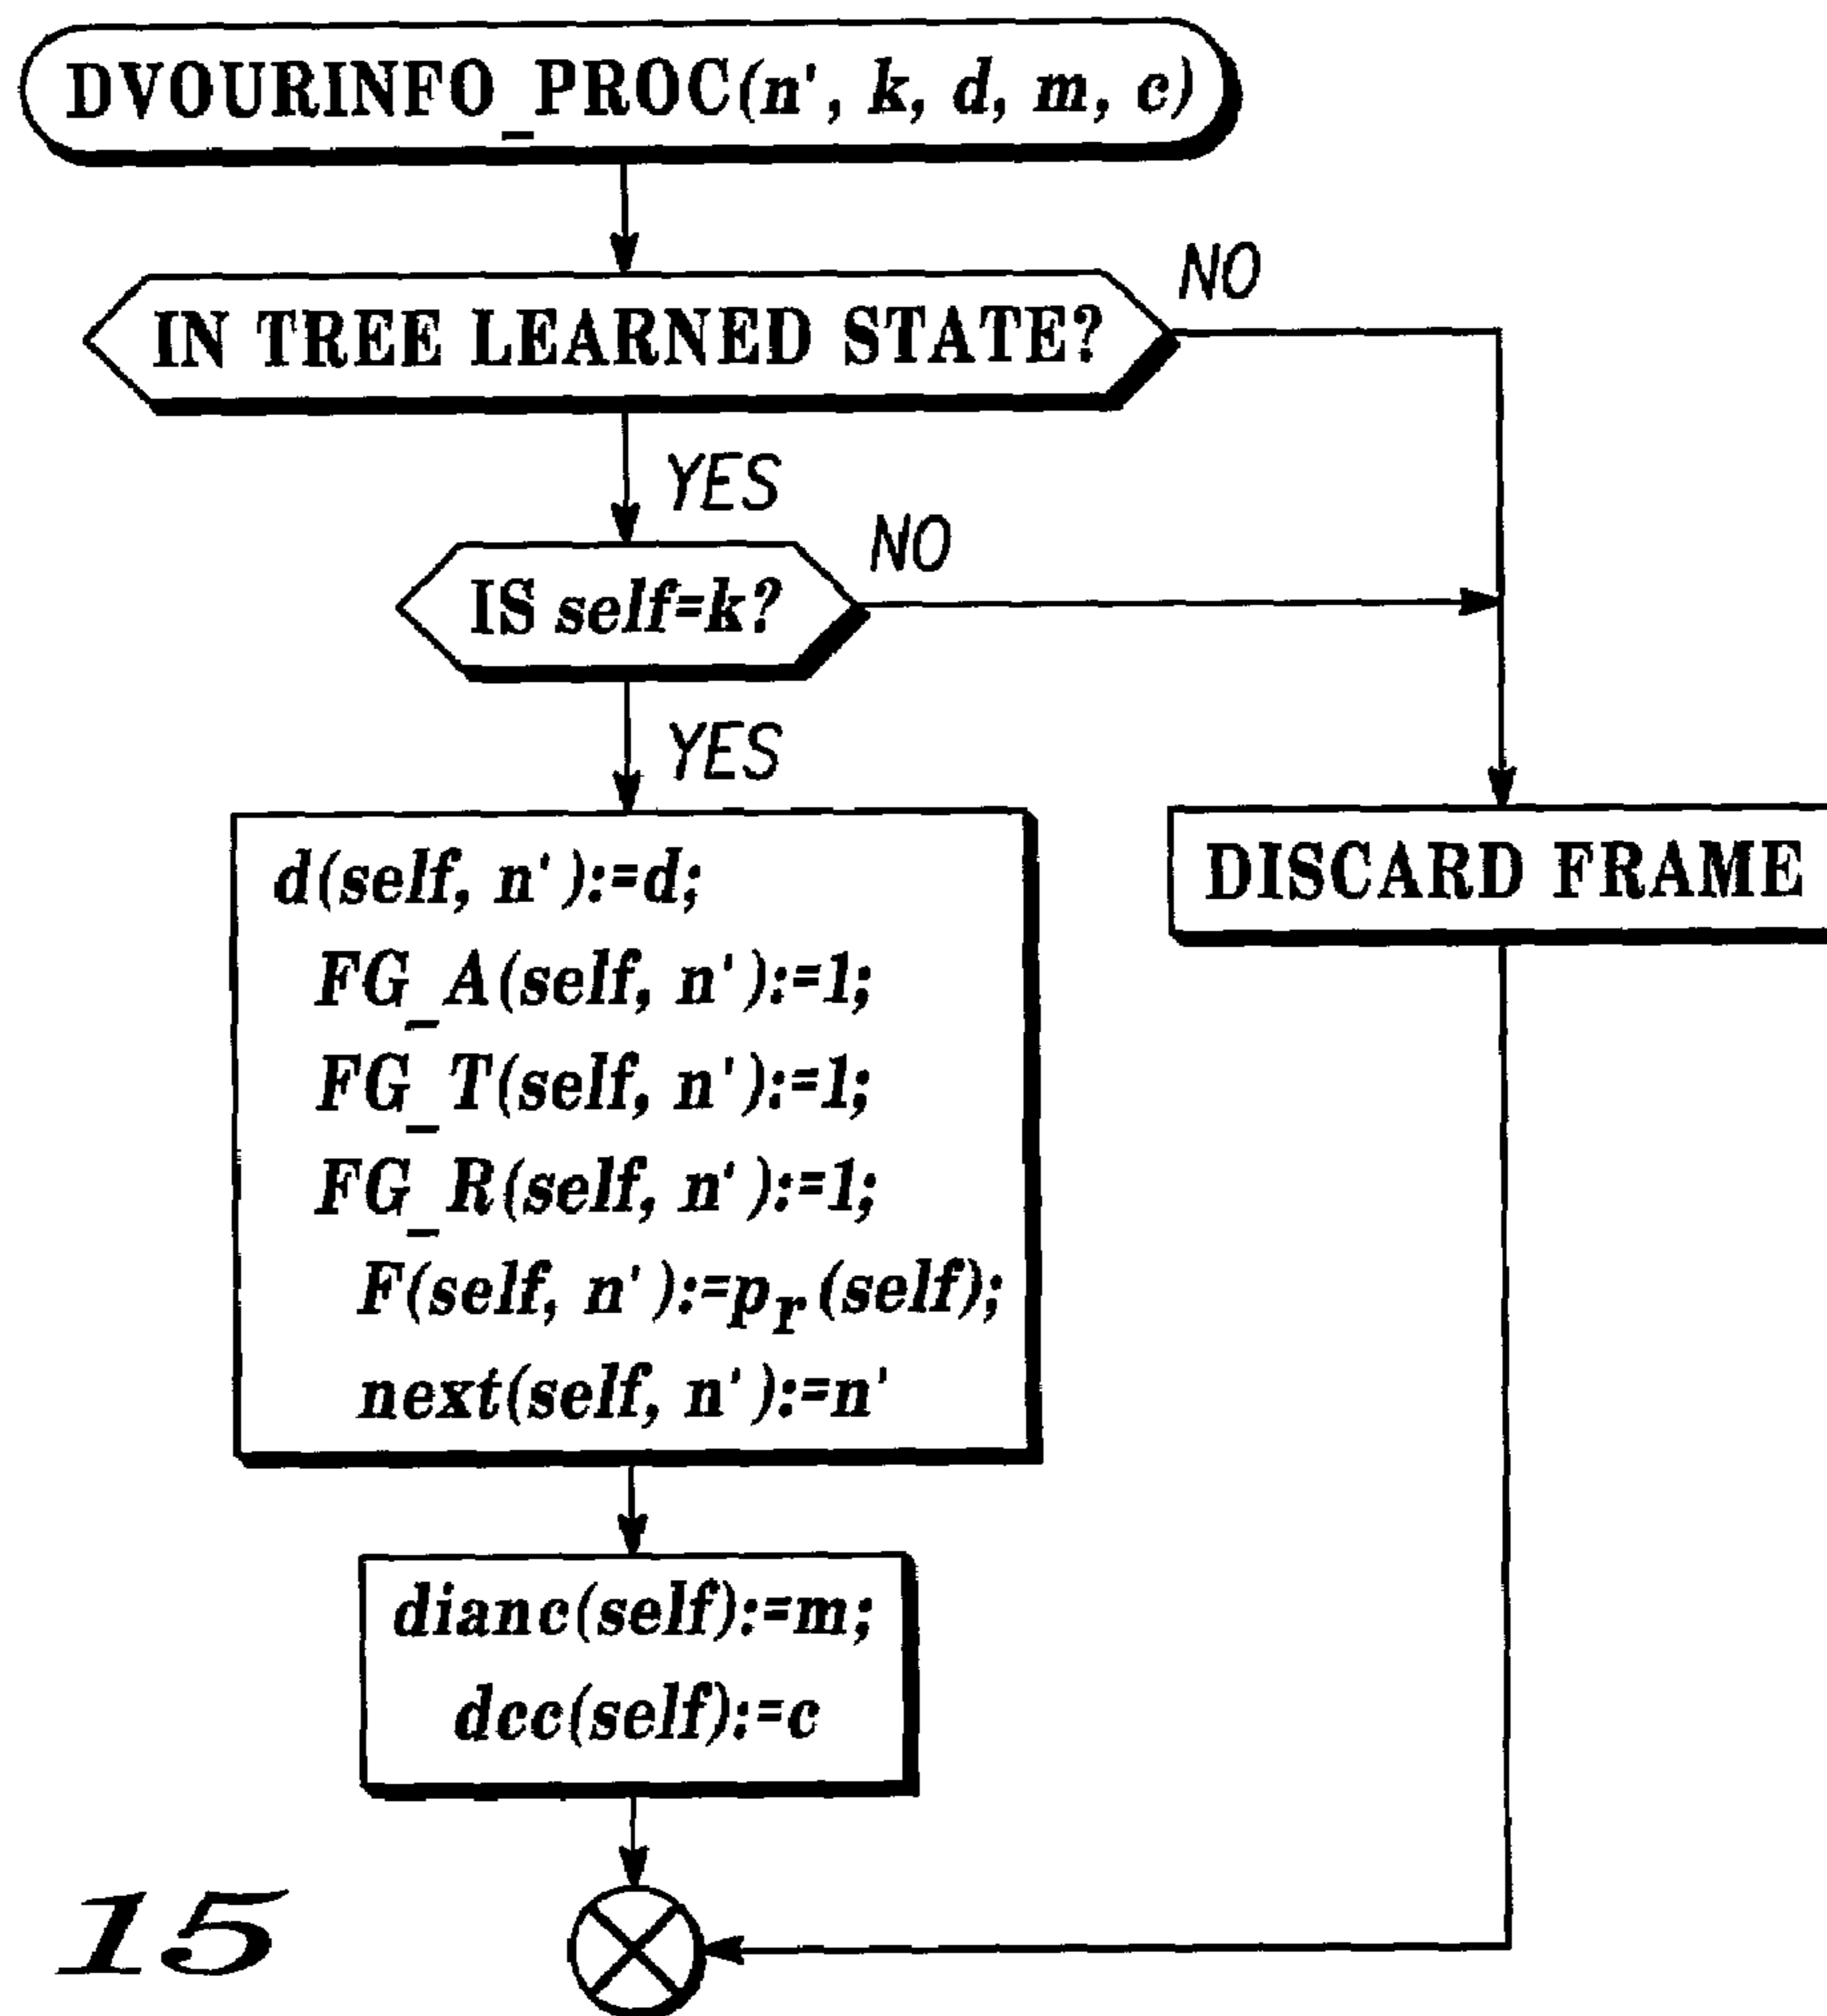 DVOURINFO_PROC(n', k, d, m, c)
IN TREE LEARNED STATE?
NO
YES
IS self=k?
NO
YES
d(self, n'):=d;
FG_A(self, n'):=1;
FG_T(self, n'):=1;
FG_R(self, n'):=1;
F(self, n'):=pr(self);
next(self, n'):=n'
DISCARD FRAME
dianc(self):=m;
dcc(self):=c
15